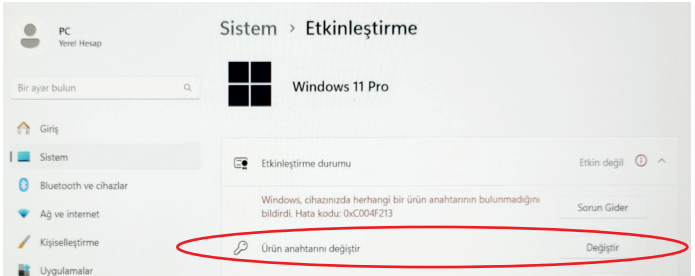 PC
Yerel Hesap
Bir ayar bulun
Giriş
Sistem
Bluetooth ve cihazlar
Ağ ve internet
Kişiselleştirme
Uygulamalar
Sistem > Etkinleştirme
Windows 11 Pro
Etkinleştirme durumu
Etkin değil
Windows, cihazınızda herhangi bir ürün anahtarının bulunmadığını
bildirdi. Hata kodu: 0xC004F213
Sorun Gider
Ürün anahtarını değiştir
Değiştir